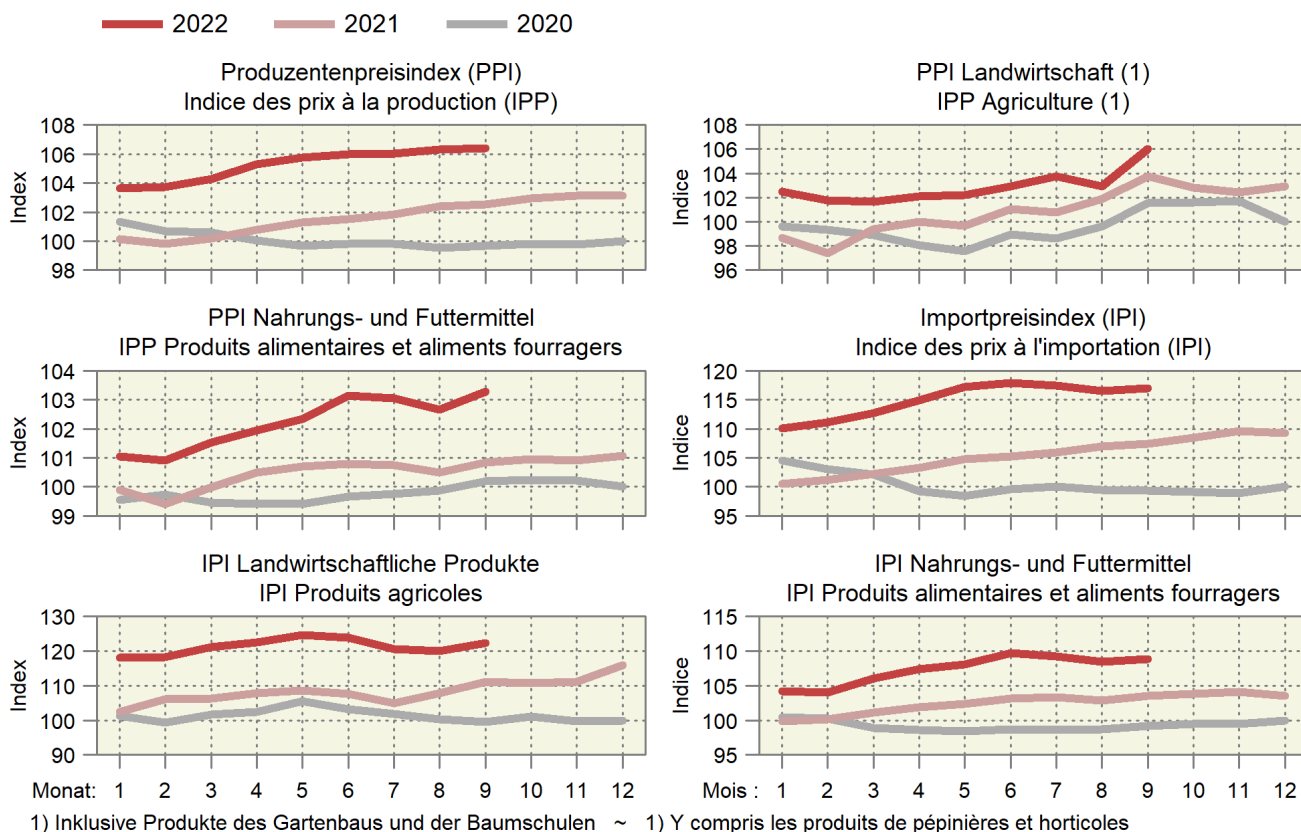 2022 2021 2020
Produzentenpreisindex (PPI)
Indice des prix à la production (IPP)
Index
108
106
104
102
100
98
PPI Landwirtschaft (1)
IPP Agriculture (1)
Indice
108
106
104
102
100
98
96
PPI Nahrungs- und Futtermittel
IPP Produits alimentaires et aliments fourragers
Index
104
103
102
101
100
99
Importpreisindex (IPI)
Indice des prix à l'importation (IPI)
Indice
120
115
110
105
100
95
IPI Landwirtschaftliche Produkte
IPI Produits agricoles
Index
130
120
110
100
90
Monat: 1 2 3 4 5 6 7 8 9 10 11 12
IPI Nahrungs- und Futtermittel
IPI Produits alimentaires et aliments fourragers
Indice
115
110
105
100
95
Mois : 1 2 3 4 5 6 7 8 9 10 11 12
1) Inklusive Produkte des Gartenbaus und der Baumschulen ~ 1) Y compris les produits de pépinières et horticoles